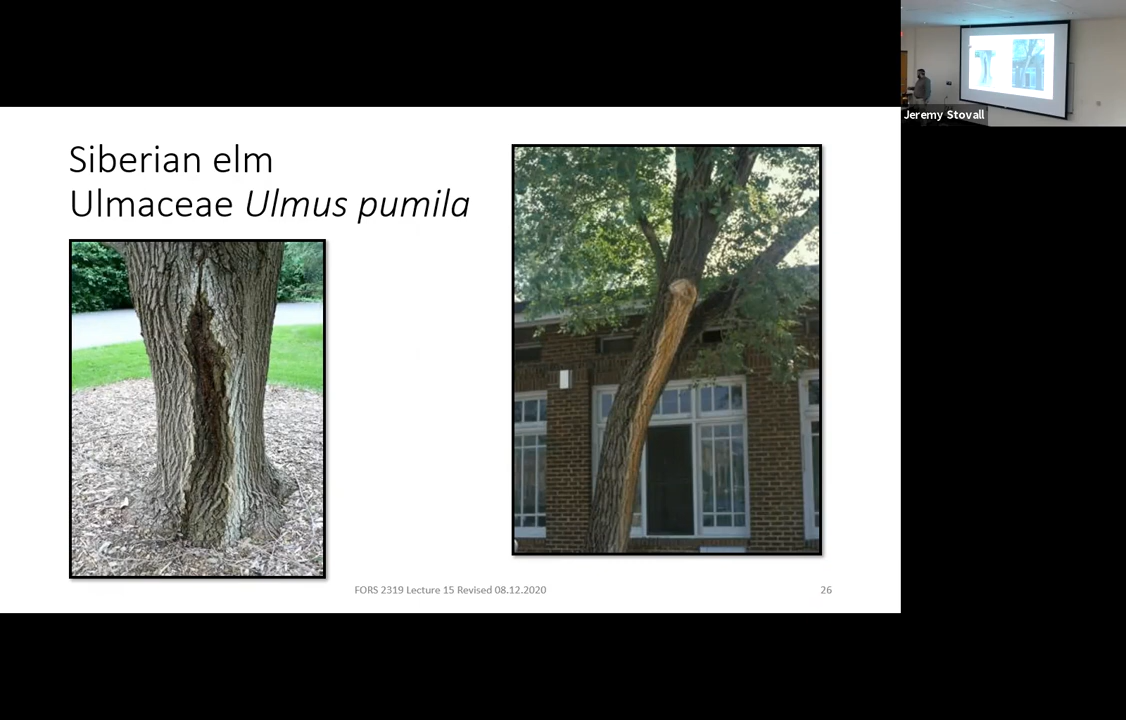 Siberian elm
Ulmaceae Ulmus pumila
FORS 2319 Lecture 15 Revised 08.12.2020
26
Jeremy Stovall